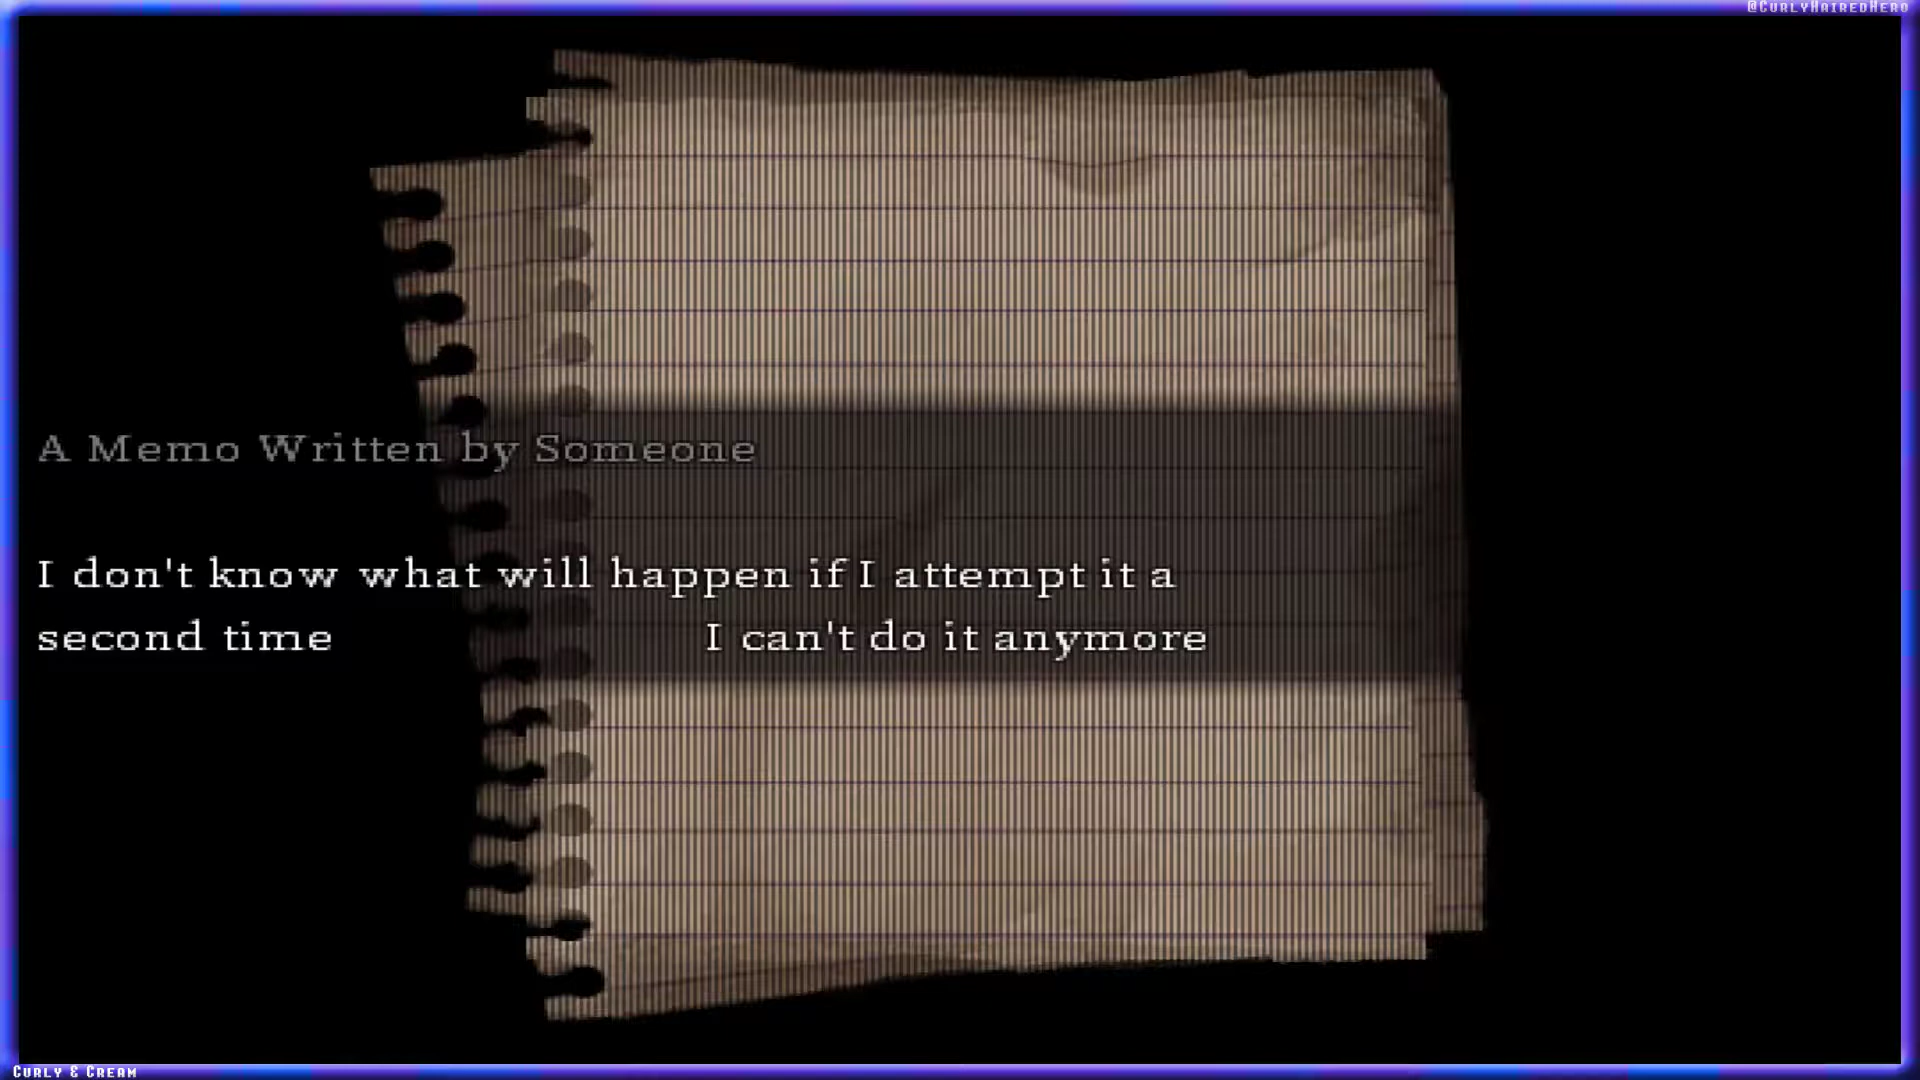 @CurlyHairedHero
A Memo Written by Someone
I don't know what will happen if I attempt it a
second time I can't do it anymore
Curly & Cream